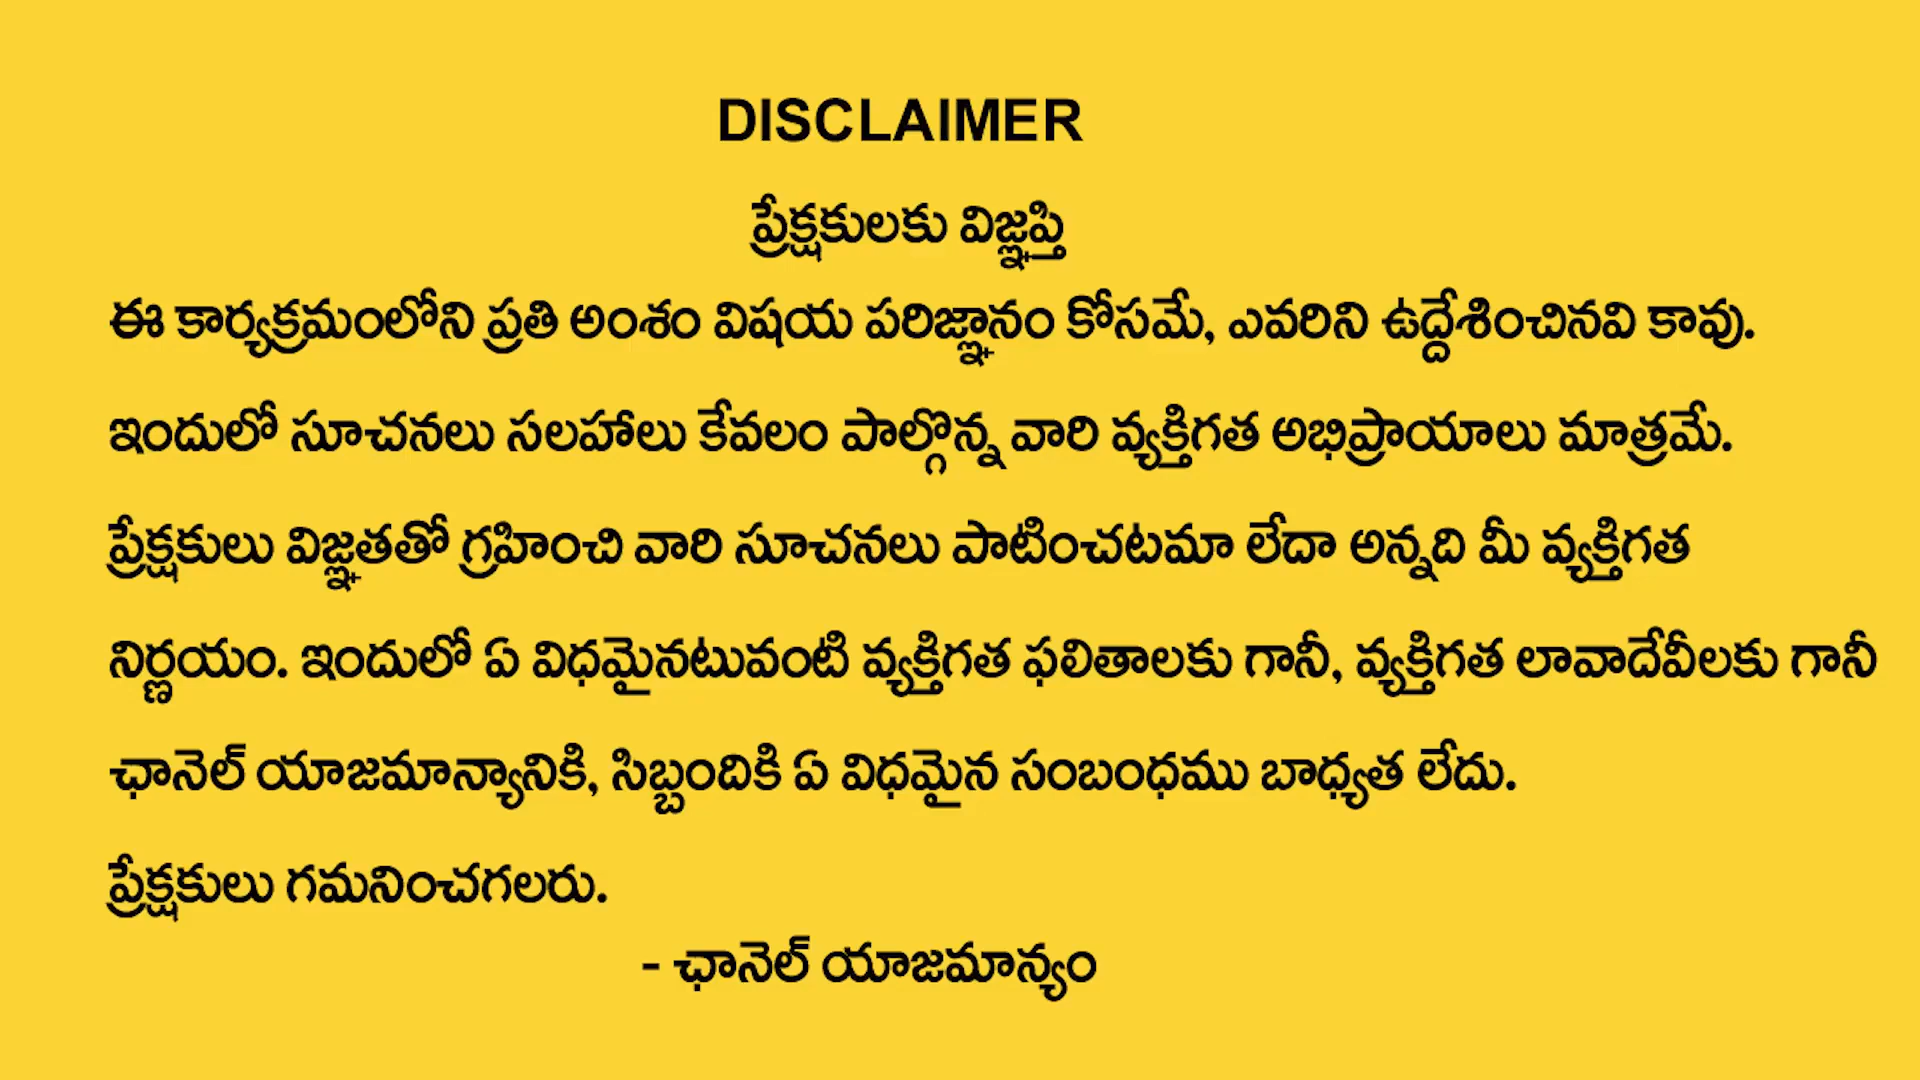 DISCLAIMER
ప్రేక్షకులకు విజ్ఞప్తి
ఈ కార్యక్రమంలోని ప్రతి అంశం విషయ పరిజ్ఞానం కోసమే, ఎవరిని ఉద్దేశించినవి కావు.
ఇందులో సూచనలు సలహాలు కేవలం పాల్గొన్న వారి వ్యక్తిగత అభిప్రాయాలు మాత్రమే.
ప్రేక్షకులు విజ్ఞతతో గ్రహించి వారి సూచనలు పాటించటమా లేదా అన్నది మీ వ్యక్తిగత
నిర్ణయం. ఇందులో ఏ విధమైనటువంటి వ్యక్తిగత ఫలితాలకు గానీ, వ్యక్తిగత లావాదేవీలకు గానీ
ఛానెల్ యాజమాన్యానికి, సిబ్బందికి ఏ విధమైన సంబంధము బాధ్యత లేదు.
ప్రేక్షకులు గమనించగలరు.
- ఛానెల్ యాజమాన్యం